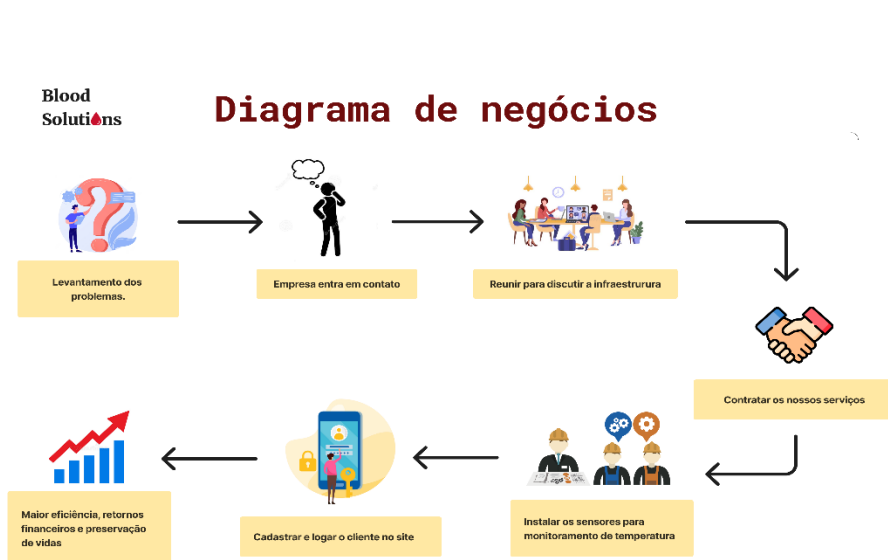 Blood
Solutions
Diagrama de negócios
Levantamento dos
problemas.
Empresa entra em contato
Reunir para discutir a infraestrurura
Contratar os nossos serviços
Instalar os sensores para
monitoramento de temperatura
Cadastrar e logar o cliente no site
Maior eficiência, retornos
financeiros e preservação
de vidas